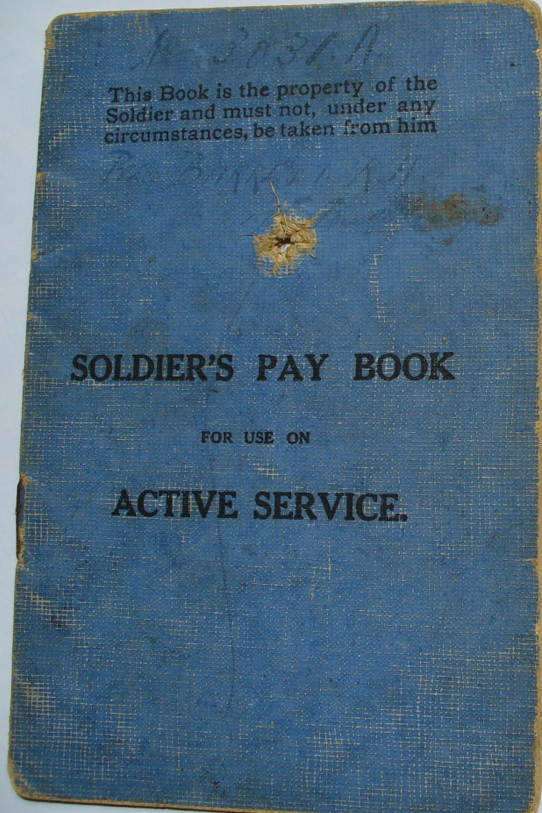 This Book is the property of the
Soldier and must not, under any
circumstances, be taken from him
SOLDIER'S PAY BOOK
FOR USE ON
ACTIVE SERVICE.